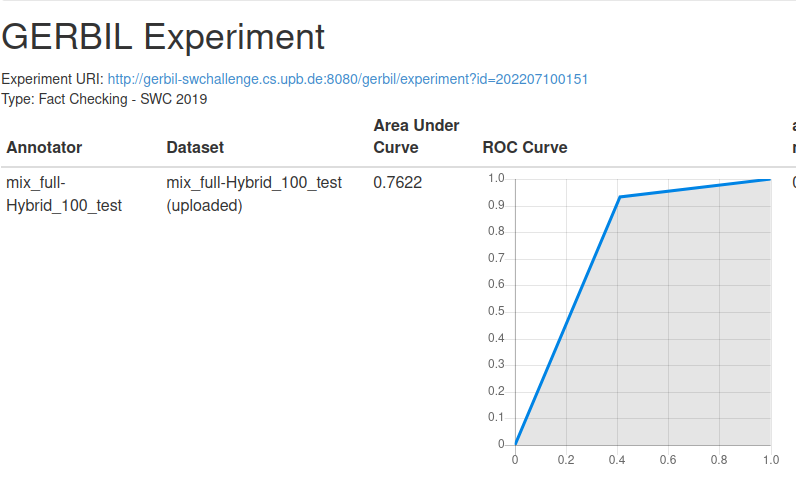 GERBIL Experiment
Experiment URI: http://gerbil-swchallenge.cs.upb.de:8080/gerbil/experiment?id=202207100151
Type: Fact Checking - SWC 2019
Annotator
Dataset
Area Under
Curve
ROC Curve
mix_full-
Hybrid_100_test
mix_full-Hybrid_100_test
(uploaded)
0.7622
1.0
0.9
0.8
0.7
0.6
0.5
0.4
0.3
0.2
0.1
0
0 0.2 0.4 0.6 0.8 1.0